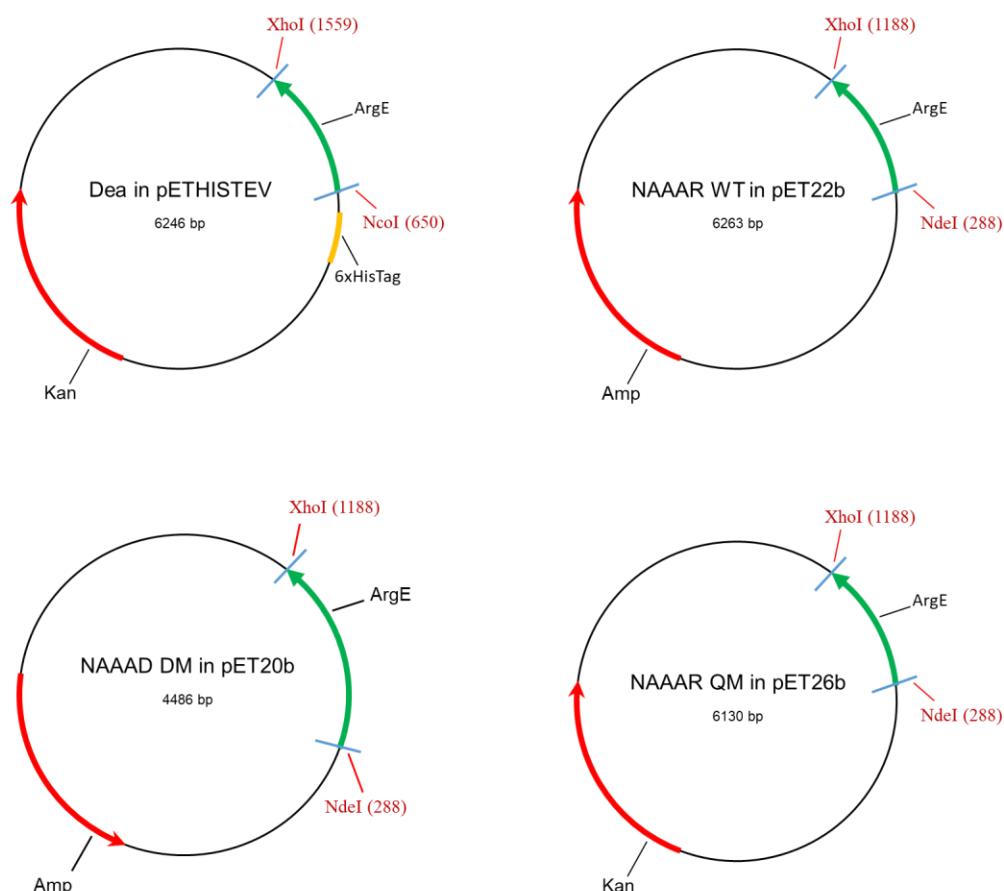 XhoI (1559)
ArgE
Dea in pETHISTEV
6246 bp
NcoI (650)
6xHisTag
Kan
XhoI (1188)
ArgE
NAAAR WT in pET22b
6263 bp
NdeI (288)
Amp
XhoI (1188)
ArgE
NAAAD DM in pET20b
4486 bp
NdeI (288)
Amp
XhoI (1188)
ArgE
NAAAR QM in pET26b
6130 bp
NdeI (288)
Kan